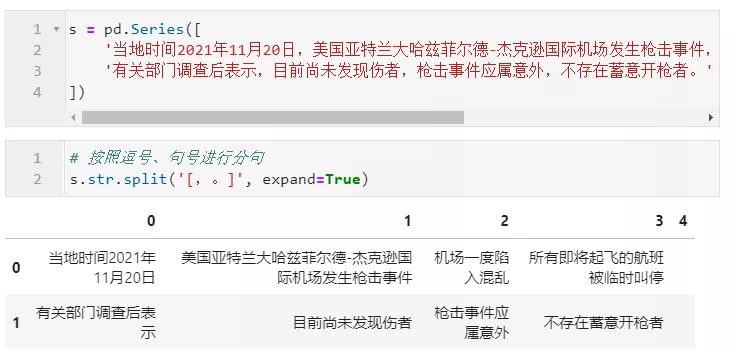 1 s = pd.Series([
2 '当地时间2021年11月20日，美国亚特兰大哈兹菲尔德-杰克逊国际机场发生枪击事件，
3 '有关部门调查后表示，目前尚未发现伤者，枪击事件应属意外，不存在蓄意开枪者。'
4 ])
1 # 按照逗号、句号进行分句
2 s.str.split('[，。]', expand=True)
0 1 2 3 4
0 当地时间2021年 美国亚特兰大哈兹菲尔德-杰克逊国 机场一度陷 所有即将起飞的航班
11月20日 际机场发生枪击事件 入混乱 被临时叫停
1 有关部门调查后表 目前尚未发现伤者 枪击事件应 不存在蓄意开枪者
示 属意外